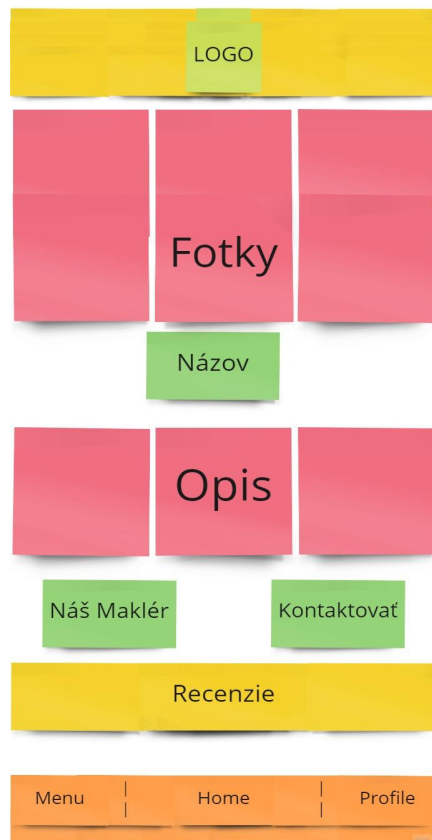 LOGO
Fotky
Názov
Opis
Náš Maklér
Kontaktovať
Recenzie
Menu | Home | Profile